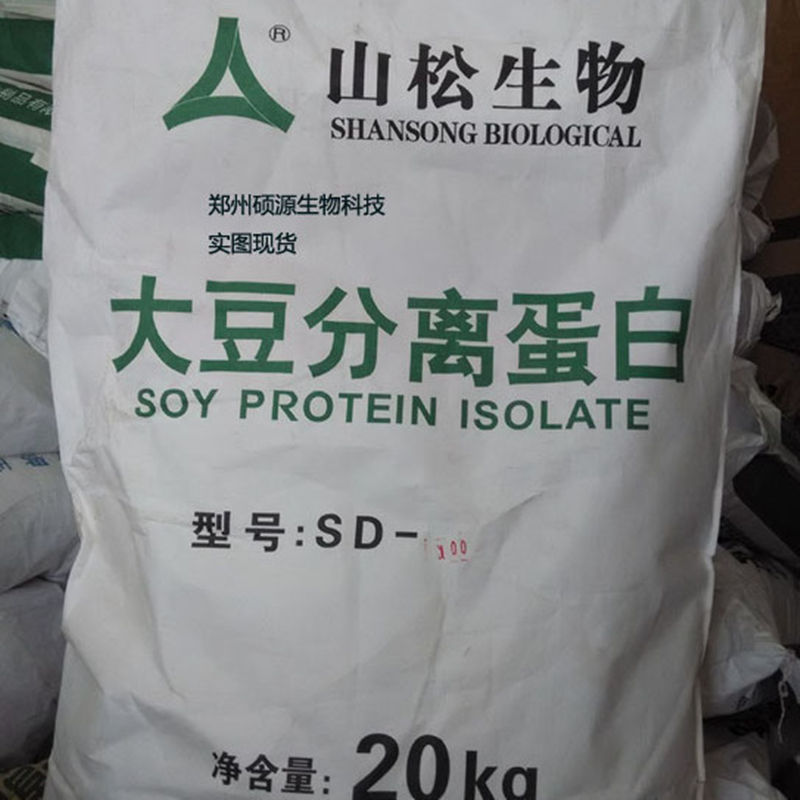 ®
山松生物
SHANSONG BIOLOGICAL
郑州硕源生物科技
实图现货
大豆分离蛋白
SOY PROTEIN ISOLATE
型号:SD-
净含量:20kg